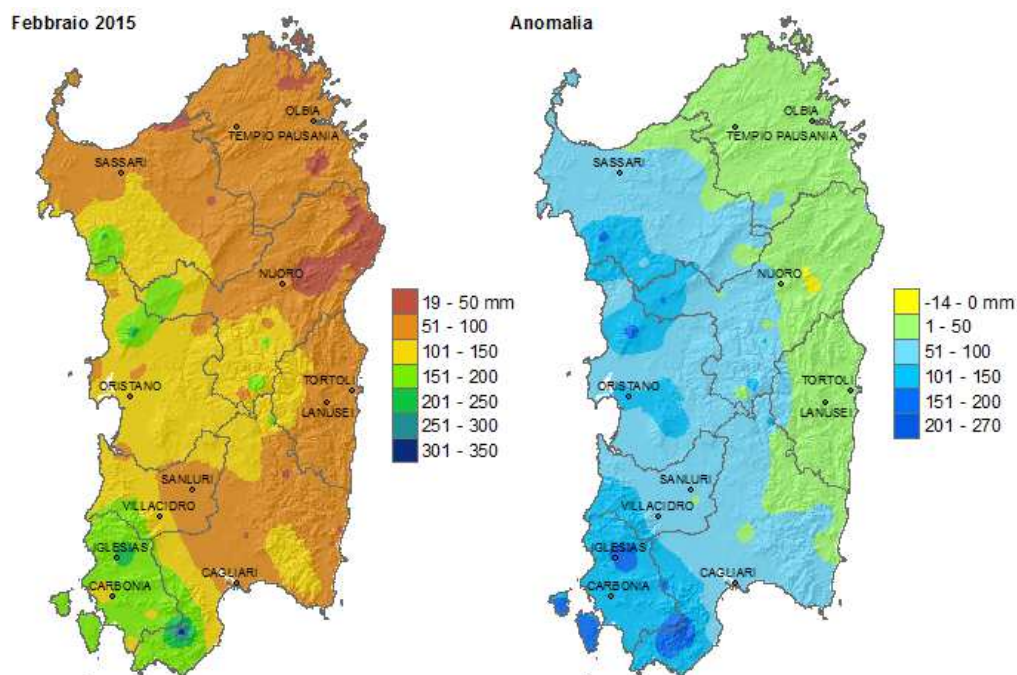 Febbraio 2015
OLBIA
TEMPIO PAUSANIA
SASSARI
NUORO
ORISTANO
TORTOLI
LANUSEI
SANLURI
VILLACIDRO
IGLESIAS
CARBONIA
CAGLIARI
19 - 50 mm
51 - 100
101 - 150
151 - 200
201 - 250
251 - 300
301 - 350
Anomalia
OLBIA
TEMPIO PAUSANIA
SASSARI
NUORO
ORISTANO
TORTOLI
LANUSEI
SANLURI
VILLACIDRO
IGLESIAS
CARBONIA
CAGLIARI
-14 - 0 mm
1 - 50
51 - 100
101 - 150
151 - 200
201 - 270